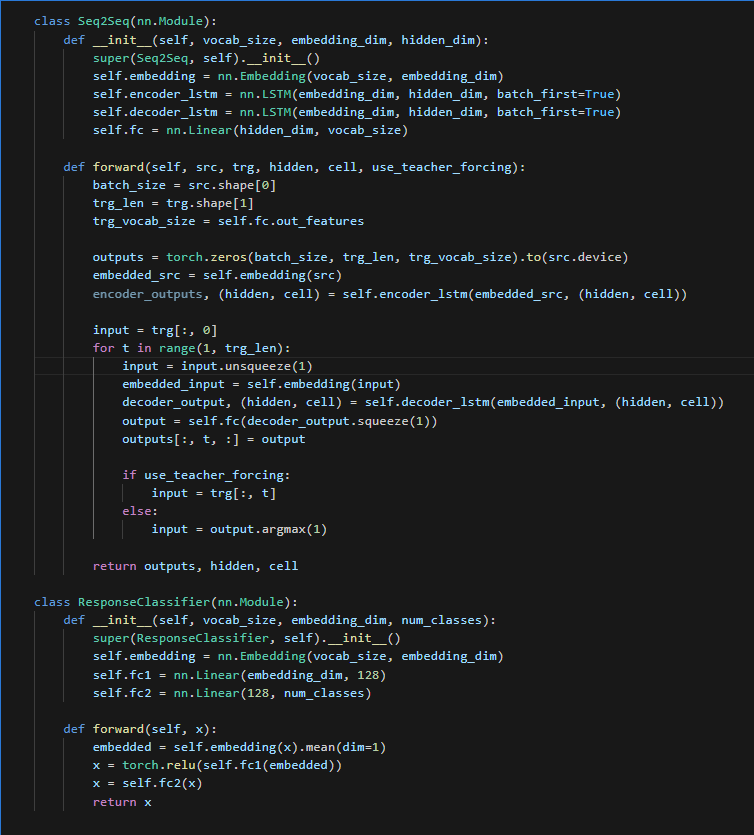 class Seq2Seq(nn.Module):
    def __init__(self, vocab_size, embedding_dim, hidden_dim):
        super(Seq2Seq, self).__init__()
        self.embedding = nn.Embedding(vocab_size, embedding_dim)
        self.encoder_lstm = nn.LSTM(embedding_dim, hidden_dim, batch_first=True)
        self.decoder_lstm = nn.LSTM(embedding_dim, hidden_dim, batch_first=True)
        self.fc = nn.Linear(hidden_dim, vocab_size)

    def forward(self, src, trg, hidden, cell, use_teacher_forcing):
        batch_size = src.shape[0]
        trg_len = trg.shape[1]
        trg_vocab_size = self.fc.out_features

        outputs = torch.zeros(batch_size, trg_len, trg_vocab_size).to(src.device)
        embedded_src = self.embedding(src)
        encoder_outputs, (hidden, cell) = self.encoder_lstm(embedded_src, (hidden, cell))

        input = trg[:, 0]
        for t in range(1, trg_len):
            input = input.unsqueeze(1)
            embedded_input = self.embedding(input)
            decoder_output, (hidden, cell) = self.decoder_lstm(embedded_input, (hidden, cell))
            output = self.fc(decoder_output.squeeze(1))
            outputs[:, t, :] = output

            if use_teacher_forcing:
                input = trg[:, t]
            else:
                input = output.argmax(1)

        return outputs, hidden, cell

class ResponseClassifier(nn.Module):
    def __init__(self, vocab_size, embedding_dim, num_classes):
        super(ResponseClassifier, self).__init__()
        self.embedding = nn.Embedding(vocab_size, embedding_dim)
        self.fc1 = nn.Linear(embedding_dim, 128)
        self.fc2 = nn.Linear(128, num_classes)

    def forward(self, x):
        embedded = self.embedding(x).mean(dim=1)
        x = torch.relu(self.fc1(embedded))
        x = self.fc2(x)
        return x